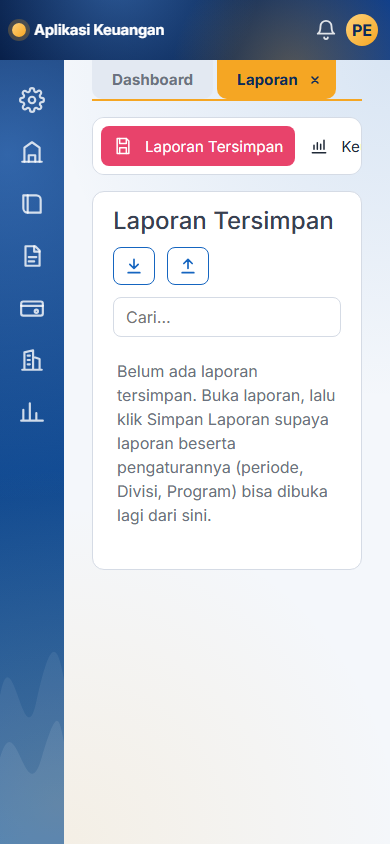 Aplikasi Keuangan
PE
Dashboard
Laporan
Laporan Tersimpan
Ke
Laporan Tersimpan
Cari...
Belum ada laporan
tersimpan. Buka laporan, lalu
klik Simpan Laporan supaya
laporan beserta
pengaturannya (periode,
Divisi, Program) bisa dibuka
lagi dari sini.